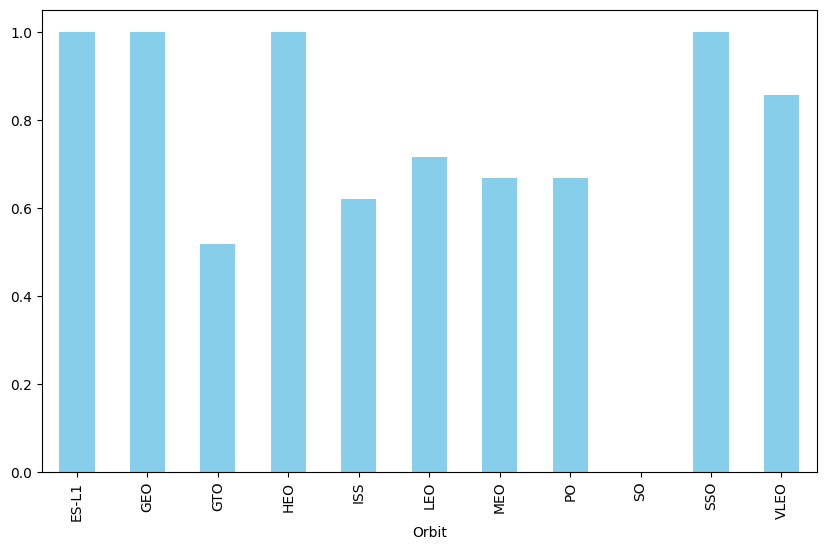 1.0
0.8
0.6
0.4
0.2
0.0
ES-L1
GEO
GTO
HEO
ISS
LEO
MEO
PO
SO
SSO
VLEO
Orbit